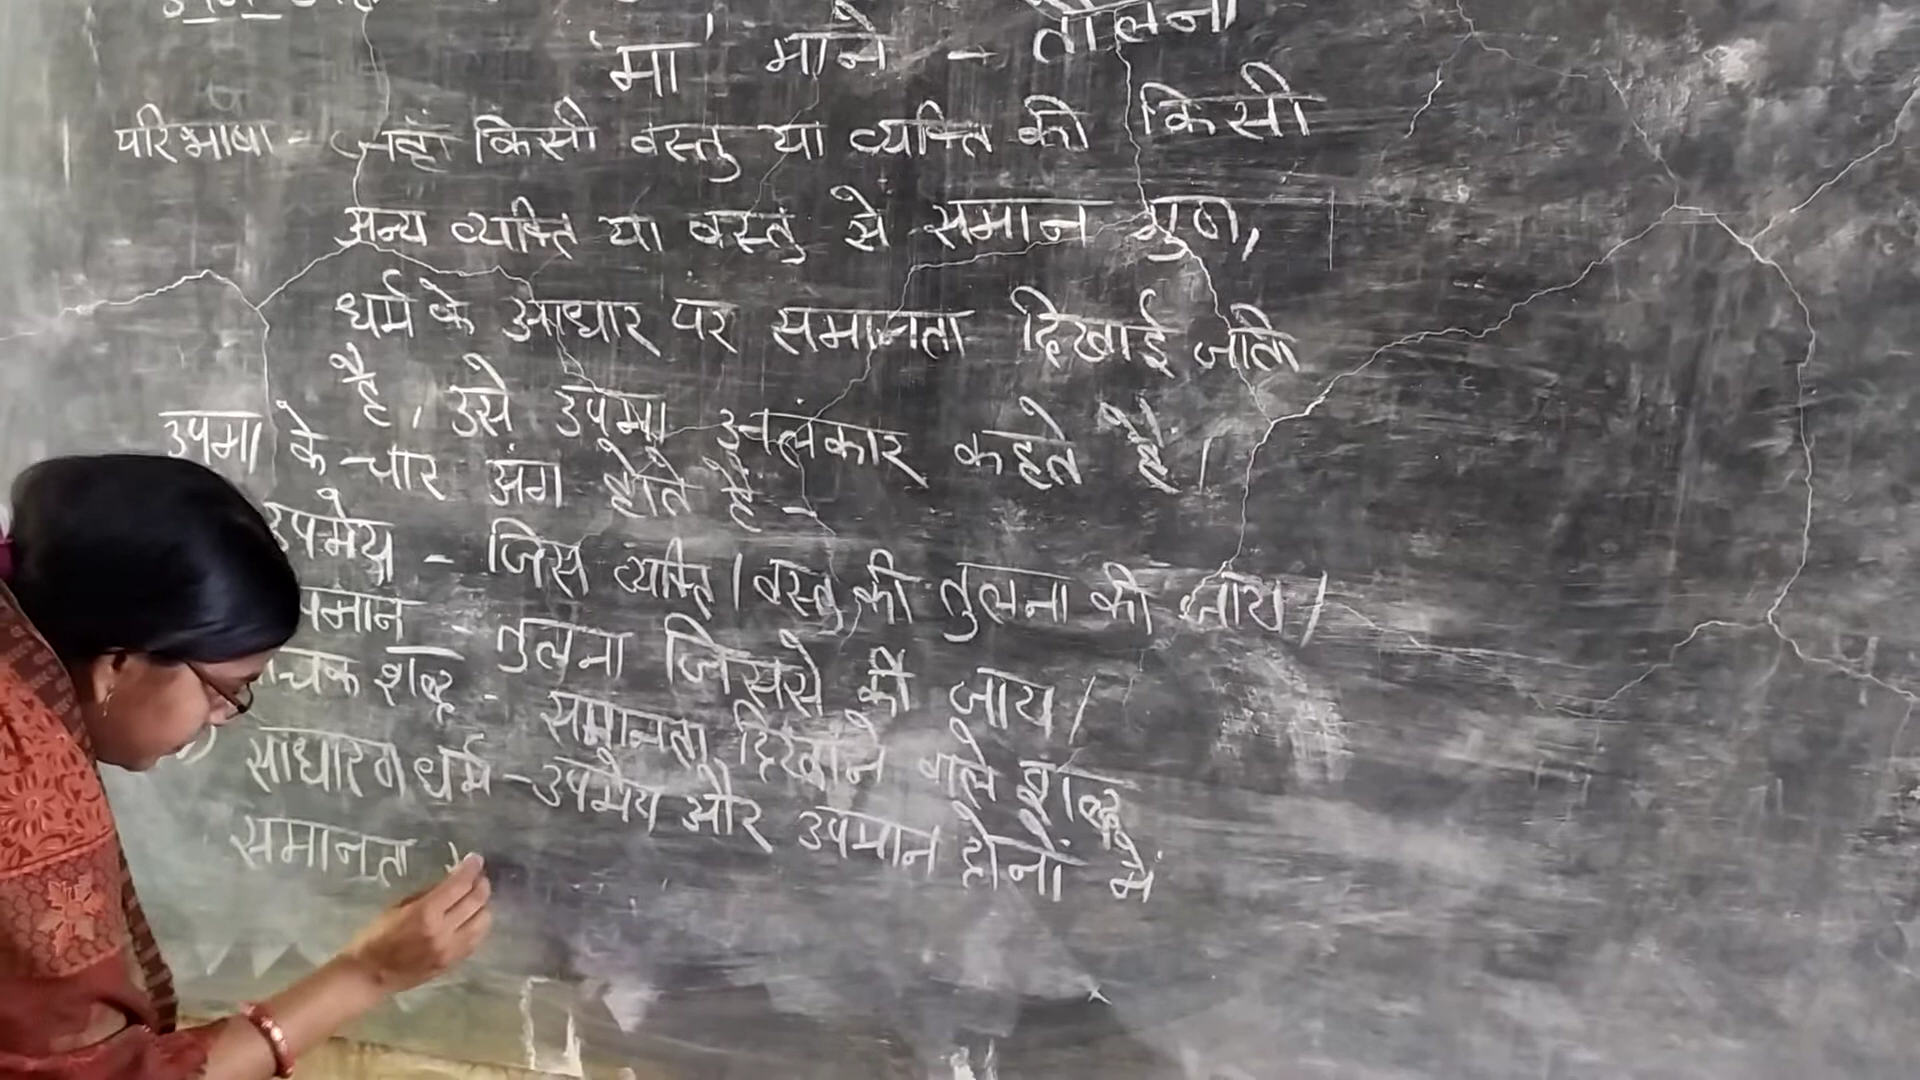 'मा' माने - तौलना
परिभाषा - जहाँ किसी वस्तु या व्यक्ति की किसी
अन्य व्यक्ति या वस्तु से समान गुण,
धर्म के आधार पर समानता दिखाई जाती
है, उसे उपमा अलंकार कहते हैं।
उपमा के चार अंग होते हैं -
उपमेय - जिस व्यक्ति/वस्तु की तुलना की जाय।
पमान - तुलना जिससे की जाय।
चक शब्द - समानता दिखाने वाले शब्द
साधारण धर्म - उपमेय और उपमान दोनों में
समानता